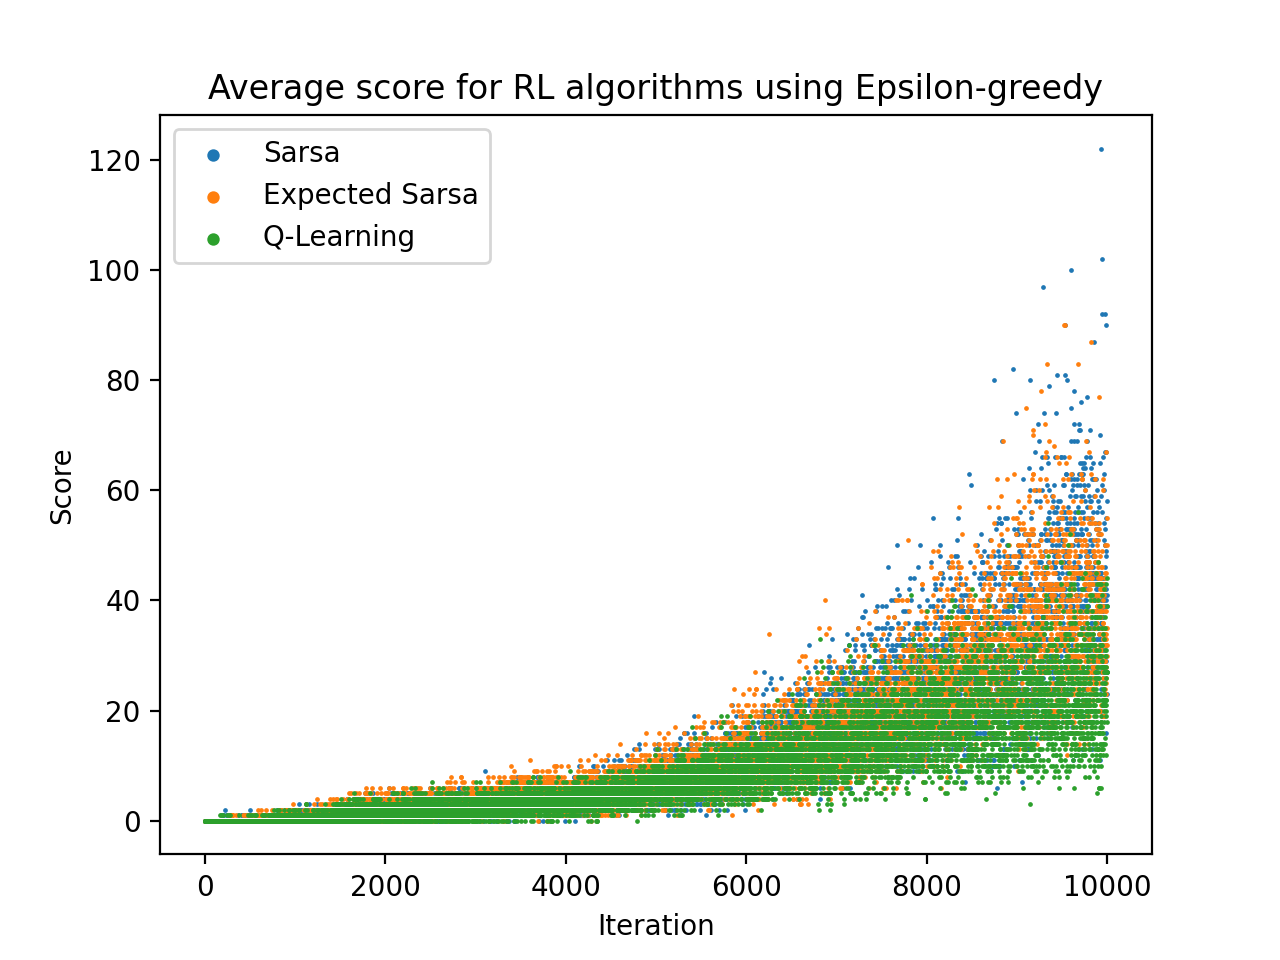 Average score for RL algorithms using Epsilon-greedy
Sarsa
Expected Sarsa
Q-Learning
120
100
80
60
40
20
0
Score
0 2000 4000 6000 8000 10000
Iteration